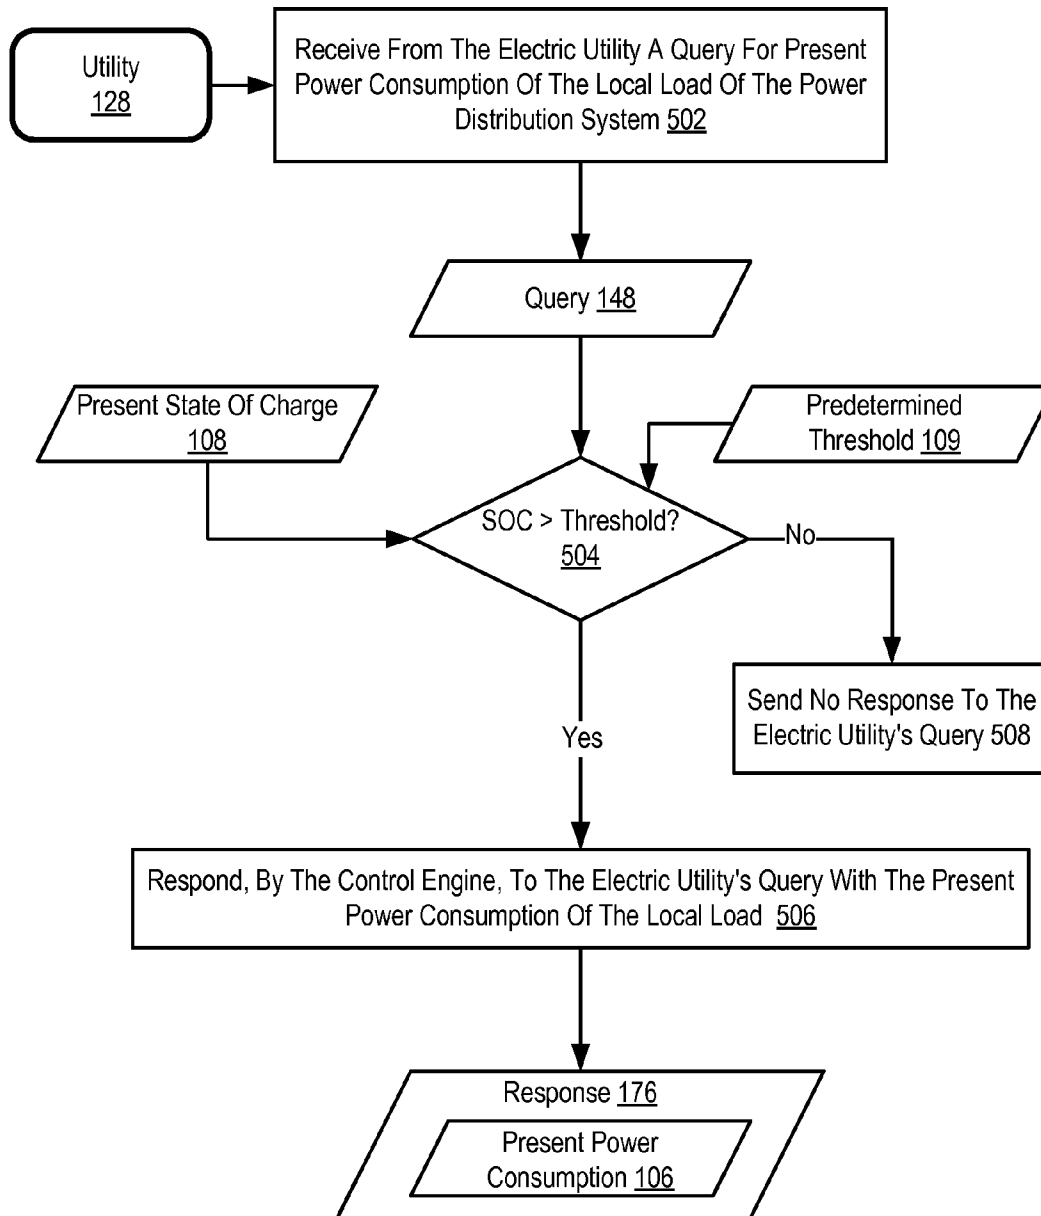 Receive From The Electric Utility A Query For Present
Power Consumption Of The Local Load Of The Power
Distribution System 502
Utility
128
Query 148
Present State Of Charge
108
Predetermined
Threshold 109
SOC > Threshold?
504
No
Send No Response To The
Electric Utility's Query 508
Yes
Respond, By The Control Engine, To The Electric Utility's Query With The Present
Power Consumption Of The Local Load 506
Response 176
Present Power
Consumption 106